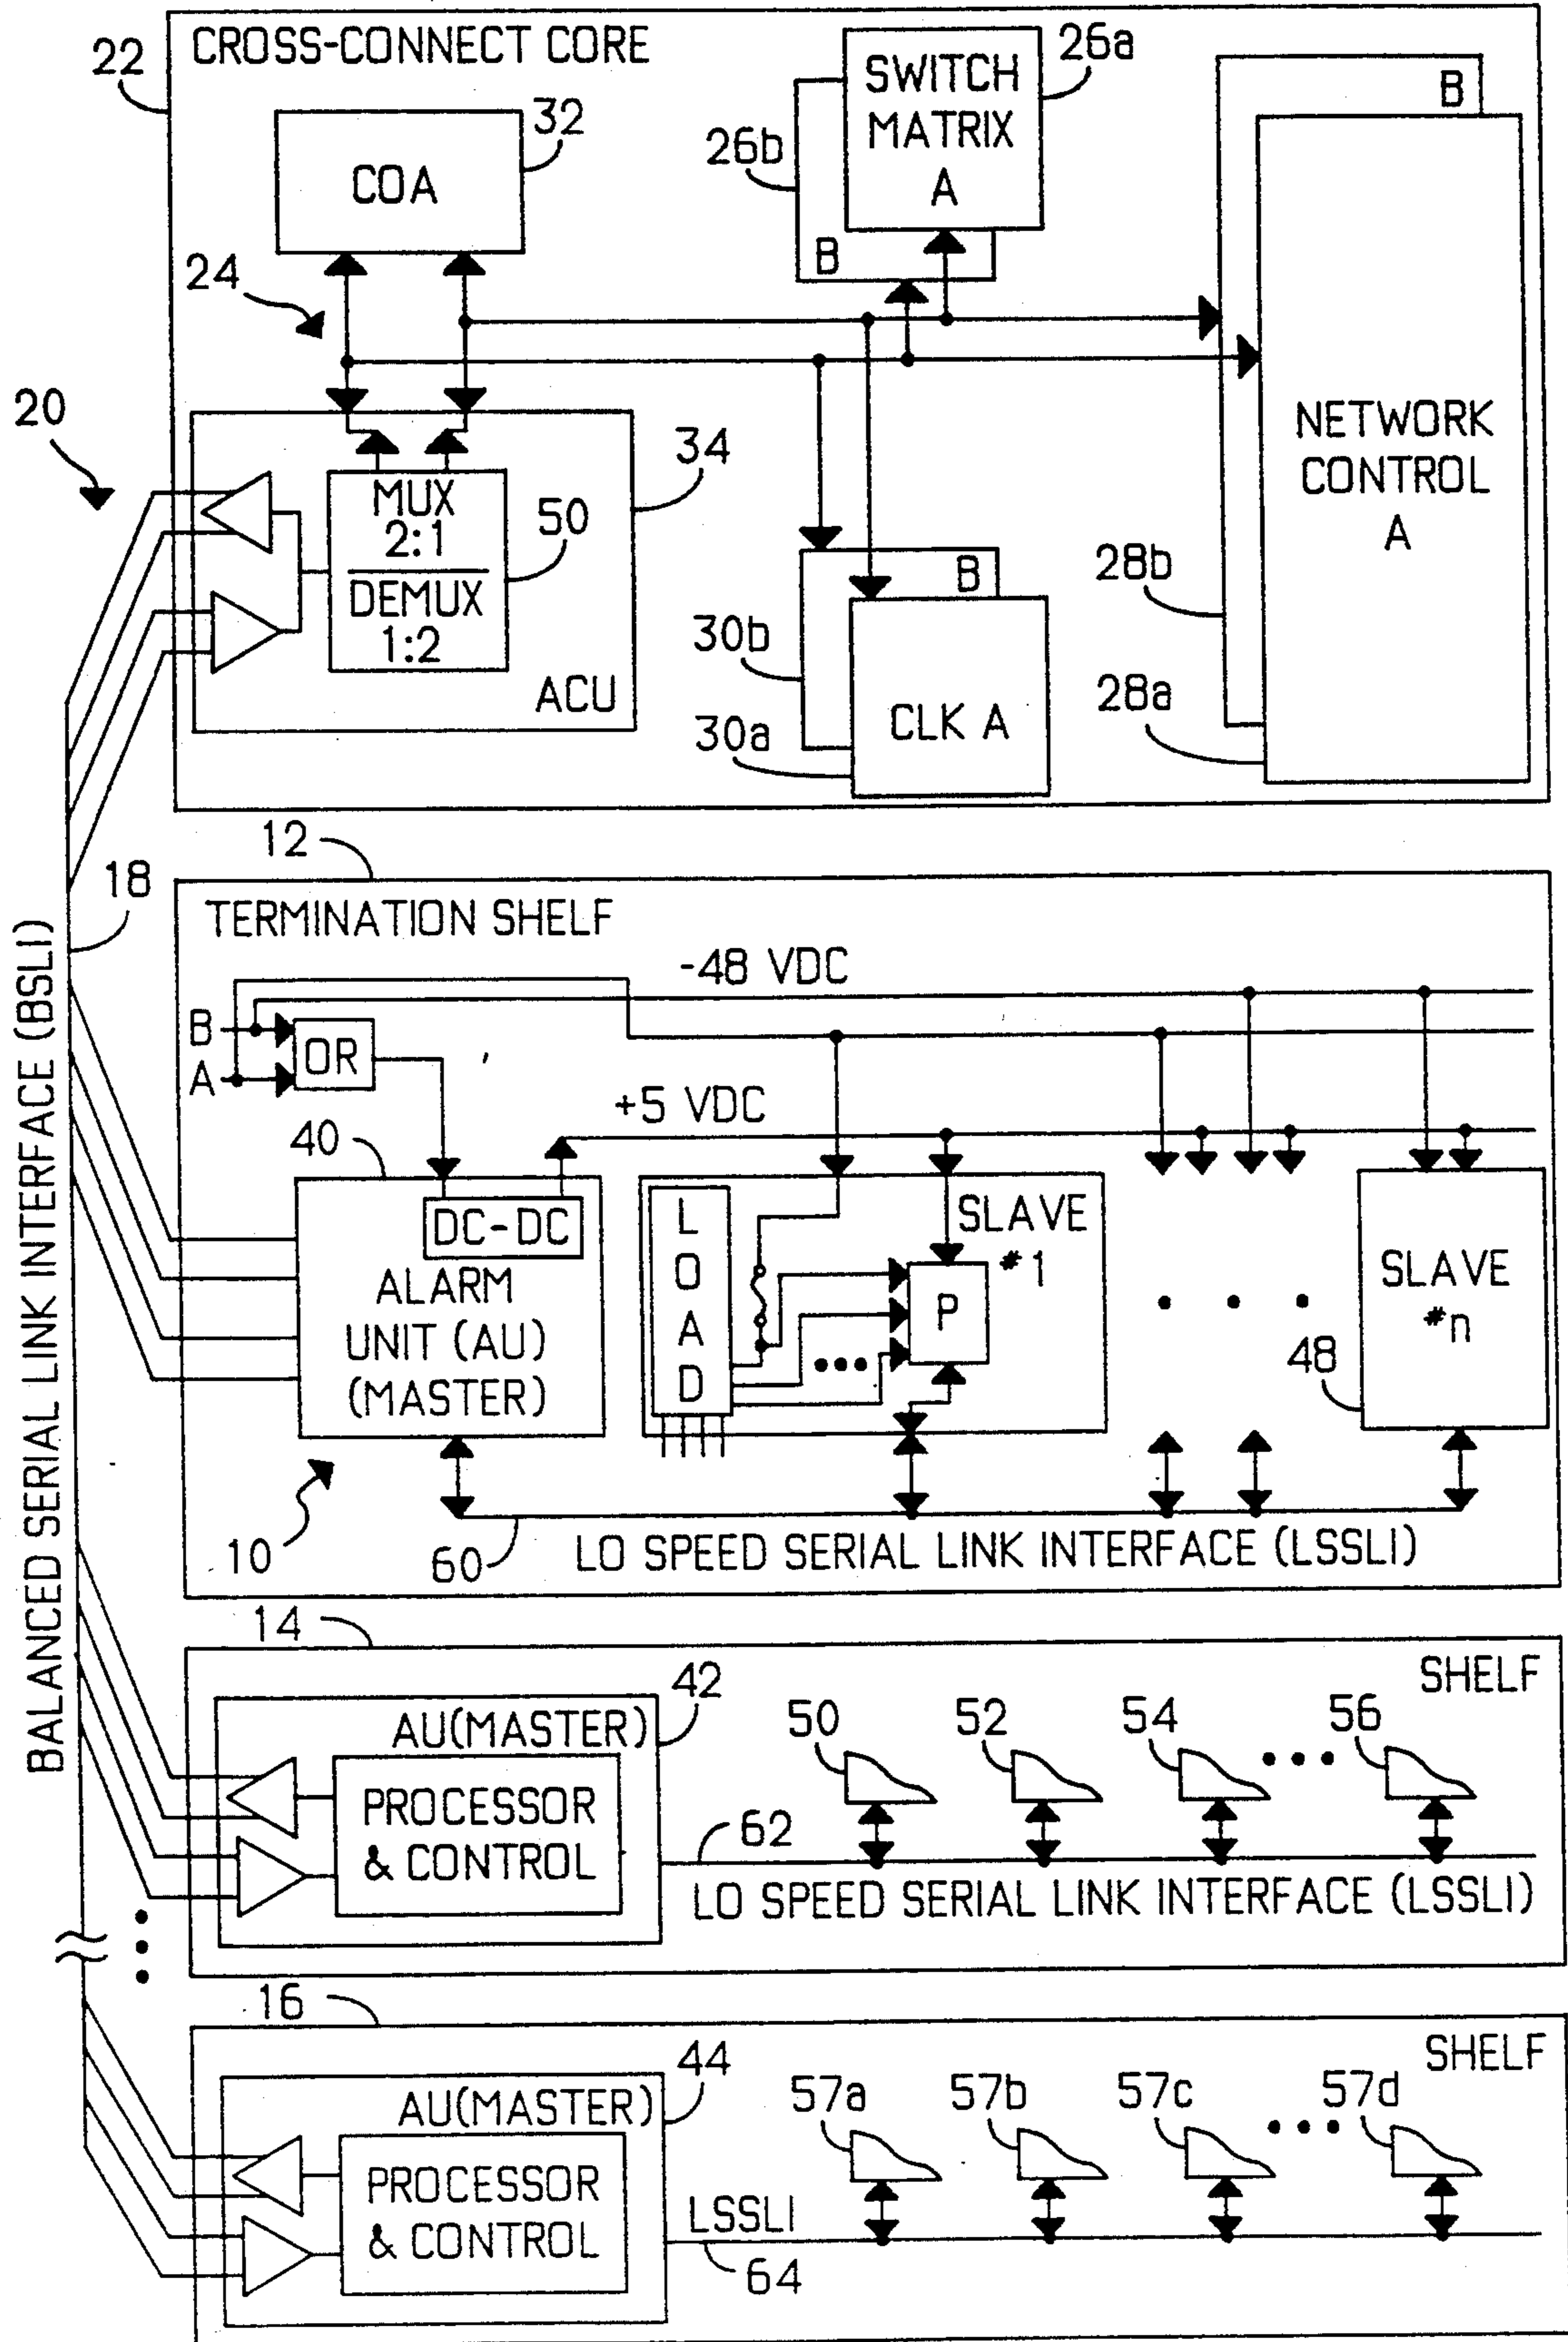 CROSS-CONNECT CORE
22
COA
32
24
SWITCH
MATRIX
A
26a
26b
B
B
NETWORK
CONTROL
A
28b
28a
20
34
MUX
2:1
DEMUX
1:2
50
ACU
B
CLK A
30b
30a
18
BALANCED SERIAL LINK INTERFACE (BSLI)
12
TERMINATION SHELF
-48 VDC
B
A
OR
+5 VDC
40
DC-DC
ALARM
UNIT (AU)
(MASTER)
L
O
A
D
SLAVE
#1
P
SLAVE
#n
48
10
60
LO SPEED SERIAL LINK INTERFACE (LSSLI)
14
SHELF
42
AU(MASTER)
PROCESSOR
& CONTROL
50
52
54
56
62
LO SPEED SERIAL LINK INTERFACE (LSSLI)
16
SHELF
44
AU(MASTER)
PROCESSOR
& CONTROL
57a
57b
57c
57d
LSSLI
64